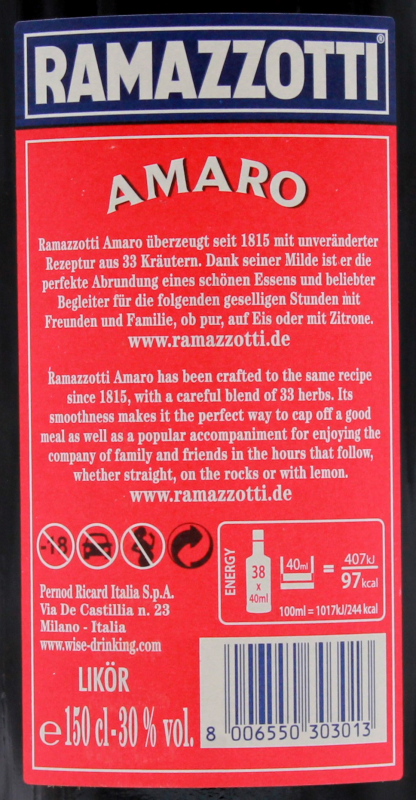 RAMAZZOTTI®
AMARO
Ramazzotti Amaro überzeugt seit 1815 mit unveränderter
Rezeptur aus 33 Kräutern. Dank seiner Milde ist er die
perfekte Abrundung eines schönen Essens und beliebter
Begleiter für die folgenden geselligen Stunden mit
Freunden und Familie, ob pur, auf Eis oder mit Zitrone.
www.ramazzotti.de
Ramazzotti Amaro has been crafted to the same recipe
since 1815, with a careful blend of 33 herbs. Its
smoothness makes it the perfect way to cap off a good
meal as well as a popular accompaniment for enjoying the
company of family and friends in the hours that follow,
whether straight, on the rocks or with lemon.
www.ramazzotti.de
-18
ENERGY
38
x
40ml
40ml
=
407kJ
97kcal
100ml = 1017kJ/244 kcal
Pernod Ricard Italia S.p.A.
Via De Castillia n. 23
Milano - Italia
www.wise-drinking.com
LIKÖR
e 150 cl - 30 % vol.
8 006550 303013